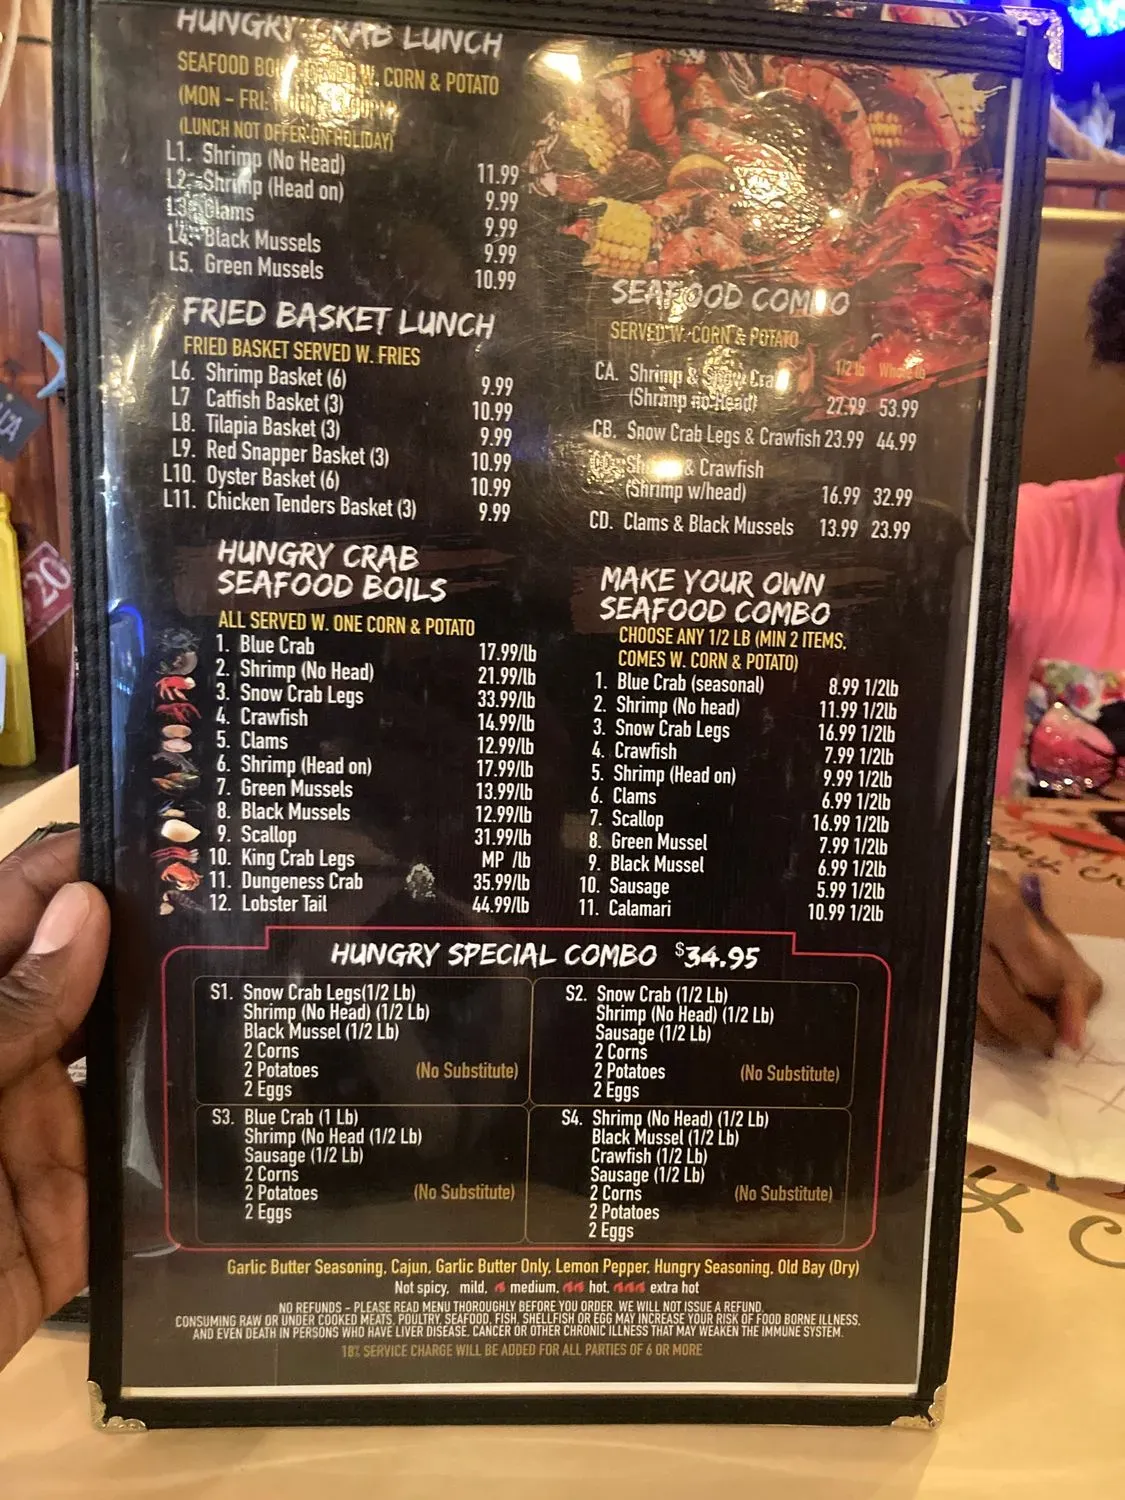 HUNGRY CRAB LUNCH
SEAFOOD BOIL W. CORN & POTATO
(MON - FRI:
(LUNCH NOT OFFER ON HOLIDAY)
L1. Shrimp (No Head) 11.99
L2. Shrimp (Head on) 9.99
L3. Clams 9.99
L4. Black Mussels 9.99
L5. Green Mussels 10.99
FRIED BASKET LUNCH
FRIED BASKET SERVED W. FRIES
L6. Shrimp Basket (6) 9.99
L7 Catfish Basket (3) 10.99
L8. Tilapia Basket (3) 9.99
L9. Red Snapper Basket (3) 10.99
L10. Oyster Basket (6) 10.99
L11. Chicken Tenders Basket (3) 9.99
HUNGRY CRAB
SEAFOOD BOILS
ALL SERVED W. ONE CORN & POTATO
1. Blue Crab 17.99/lb
2. Shrimp (No Head) 21.99/lb
3. Snow Crab Legs 33.99/lb
4. Crawfish 14.99/lb
5. Clams 12.99/lb
6. Shrimp (Head on) 17.99/lb
7. Green Mussels 13.99/lb
8. Black Mussels 12.99/lb
9. Scallop 31.99/lb
10. King Crab Legs MP /lb
11. Dungeness Crab 35.99/lb
12. Lobster Tail 44.99/lb
SEAFOOD COMBO
SERVED W. CORN & POTATO
1/2 lb Whole lb
CA. Shrimp & Snow Crab
(Shrimp no Head) 27.99 53.99
CB. Snow Crab Legs & Crawfish 23.99 44.99
CC. Shrimp & Crawfish
(Shrimp w/head) 16.99 32.99
CD. Clams & Black Mussels 13.99 23.99
MAKE YOUR OWN
SEAFOOD COMBO
CHOOSE ANY 1/2 LB (MIN 2 ITEMS,
COMES W. CORN & POTATO)
1. Blue Crab (seasonal) 8.99 1/2lb
2. Shrimp (No head) 11.99 1/2lb
3. Snow Crab Legs 16.99 1/2lb
4. Crawfish 7.99 1/2lb
5. Shrimp (Head on) 9.99 1/2lb
6. Clams 6.99 1/2lb
7. Scallop 16.99 1/2lb
8. Green Mussel 7.99 1/2lb
9. Black Mussel 6.99 1/2lb
10. Sausage 5.99 1/2lb
11. Calamari 10.99 1/2lb
HUNGRY SPECIAL COMBO $34.95
S1. Snow Crab Legs(1/2 Lb)
Shrimp (No Head) (1/2 Lb)
Black Mussel (1/2 Lb)
2 Corns
2 Potatoes (No Substitute)
2 Eggs
S2. Snow Crab (1/2 Lb)
Shrimp (No Head) (1/2 Lb)
Sausage (1/2 Lb)
2 Corns
2 Potatoes (No Substitute)
2 Eggs
S3. Blue Crab (1 Lb)
Shrimp (No Head (1/2 Lb)
Sausage (1/2 Lb)
2 Corns
2 Potatoes (No Substitute)
2 Eggs
S4. Shrimp (No Head) (1/2 Lb)
Black Mussel (1/2 Lb)
Crawfish (1/2 Lb)
Sausage (1/2 Lb)
2 Corns (No Substitute)
2 Potatoes
2 Eggs
Garlic Butter Seasoning, Cajun, Garlic Butter Only, Lemon Pepper, Hungry Seasoning, Old Bay (Dry)
Not spicy, mild, medium, hot, extra hot
NO REFUNDS - PLEASE READ MENU THOROUGHLY BEFORE YOU ORDER. WE WILL NOT ISSUE A REFUND.
CONSUMING RAW OR UNDER COOKED MEATS, POULTRY, SEAFOOD, FISH, SHELLFISH OR EGG MAY INCREASE YOUR RISK OF FOOD BORNE ILLNESS,
AND EVEN DEATH IN PERSONS WHO HAVE LIVER DISEASE, CANCER OR OTHER CHRONIC ILLNESS THAT MAY WEAKEN THE IMMUNE SYSTEM.
18% SERVICE CHARGE WILL BE ADDED FOR ALL PARTIES OF 6 OR MORE
20